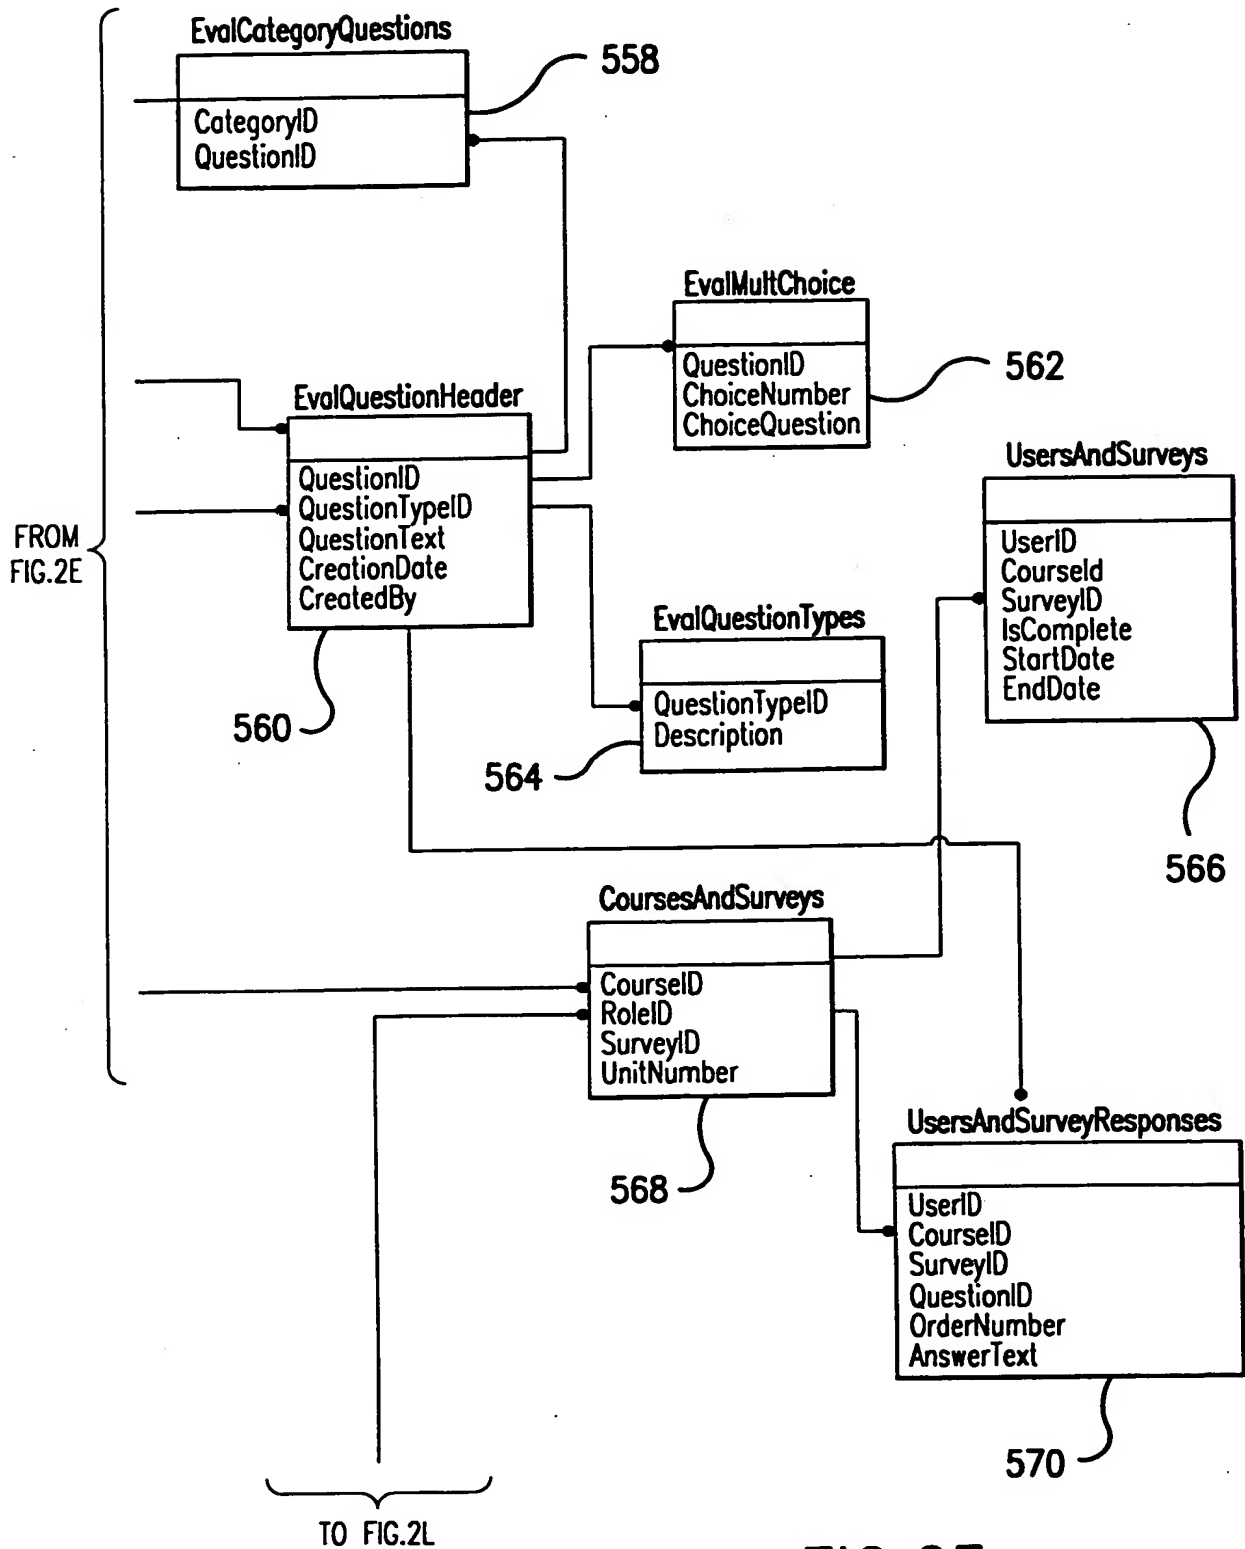 EvalCategoryQuestions
558
CategoryID
QuestionID
EvalMultChoice
QuestionID
ChoiceNumber
ChoiceQuestion
562
EvalQuestionHeader
QuestionID
QuestionTypeID
QuestionText
CreationDate
CreatedBy
560
FROM
FIG.2E
UsersAndSurveys
UserID
CourseId
SurveyID
IsComplete
StartDate
EndDate
566
EvalQuestionTypes
QuestionTypeID
Description
564
CoursesAndSurveys
CourseID
RoleID
SurveyID
UnitNumber
568
UsersAndSurveyResponses
UserID
CourseID
SurveyID
QuestionID
OrderNumber
AnswerText
570
TO FIG.2L